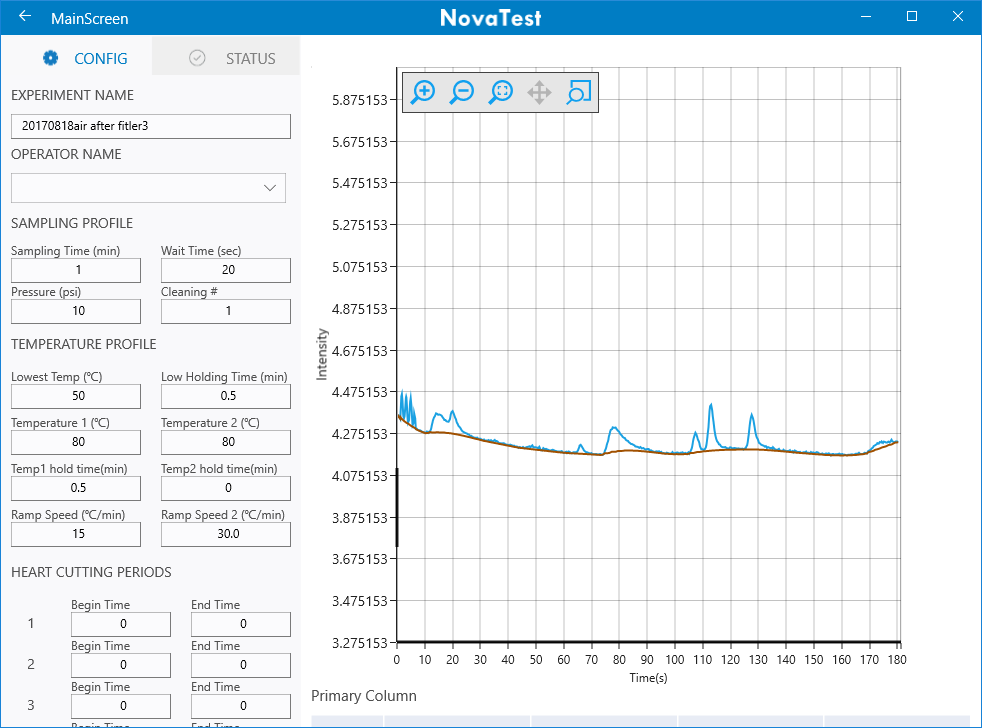 MainScreen
NovaTest
CONFIG
STATUS
EXPERIMENT NAME
20170818air after fitler3
OPERATOR NAME
SAMPLING PROFILE
Sampling Time (min) Wait Time (sec)
1 20
Pressure (psi) Cleaning #
10 1
TEMPERATURE PROFILE
Lowest Temp (℃) Low Holding Time (min)
50 0.5
Temperature 1 (℃) Temperature 2 (℃)
80 80
Temp1 hold time(min) Temp2 hold time(min)
0.5 0
Ramp Speed (℃/min) Ramp Speed 2 (℃/min)
15 30.0
HEART CUTTING PERIODS
Begin Time End Time
1 0 0
Begin Time End Time
2 0 0
Begin Time End Time
3 0 0
Begin Time End Time
5.875153
5.675153
5.475153
5.275153
5.075153
4.875153
4.675153
4.475153
4.275153
4.075153
3.875153
3.675153
3.475153
3.275153
Intensity
0 10 20 30 40 50 60 70 80 90 100 110 120 130 140 150 160 170 180
Time(s)
Primary Column